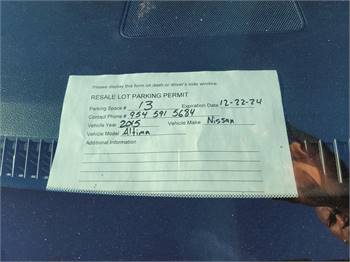 Please display this form on dash or driver's side window.
RESALE LOT PARKING PERMIT
Parking Space # 13 Expiration Date 12-22-24
Contact Phone # 954 591 5684
Vehicle Year 2015 Vehicle Make Nissan
Vehicle Model Altima
Additional Information